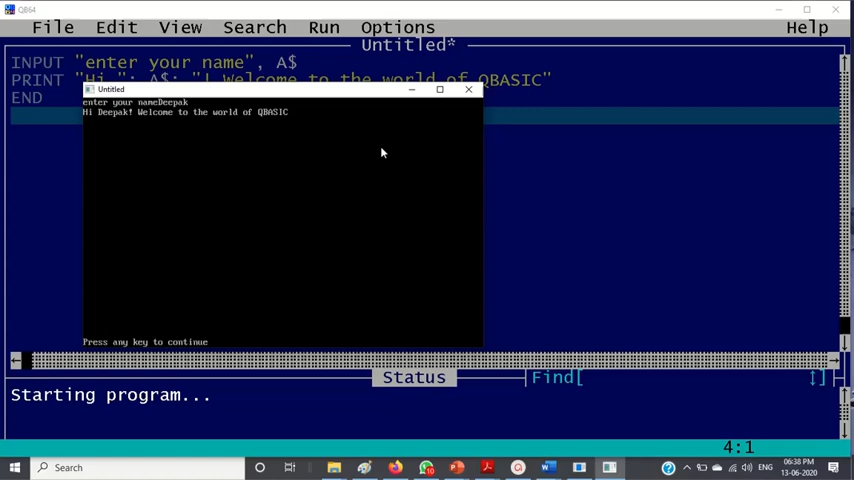 QB64
File Edit View Search Run Options Help
Untitled*
INPUT "enter your name", A$
PRINT "Hi "; A$; "! Welcome to the world of QBASIC"
END
Untitled
enter your nameDeepak
Hi Deepak! Welcome to the world of QBASIC
Press any key to continue
Status Find[ ]
Starting program...
4:1
Search
10
ENG
06:38 PM
13-06-2020